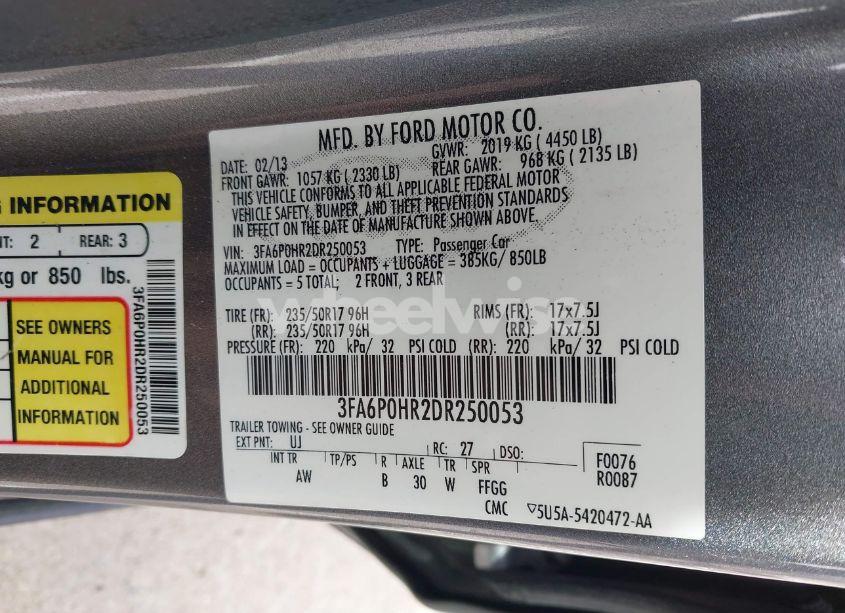 MFD. BY FORD MOTOR CO.
DATE: 02/13
GVWR: 2019 KG ( 4450 LB)
FRONT GAWR: 1057 KG ( 2330 LB)
REAR GAWR: 968 KG ( 2135 LB)
THIS VEHICLE CONFORMS TO ALL APPLICABLE FEDERAL MOTOR
VEHICLE SAFETY, BUMPER, AND THEFT PREVENTION STANDARDS
IN EFFECT ON THE DATE OF MANUFACTURE SHOWN ABOVE.
VIN: 3FA6P0HR2DR250053 TYPE: Passenger Car
MAXIMUM LOAD = OCCUPANTS + LUGGAGE = 385KG/ 850LB
OCCUPANTS = 5 TOTAL; 2 FRONT, 3 REAR
TIRE (FR): 235/50R17 96H RIMS (FR): 17x7.5J
(RR): 235/50R17 96H (RR): 17x7.5J
PRESSURE (FR): 220 kPa/ 32 PSI COLD (RR): 220 kPa/ 32 PSI COLD
3FA6P0HR2DR250053
TRAILER TOWING - SEE OWNER GUIDE
EXT PNT: UJ RC: 27 DSO:
INT TR TP/PS R AXLE TR SPR
AW B 30 W FFGG
F0076
R0087
CMC ▽5U5A-5420472-AA
INFORMATION
2 REAR: 3
kg or 850 lbs.
SEE OWNERS
MANUAL FOR
ADDITIONAL
INFORMATION
3FA6P0HR2DR250053
wheelwise